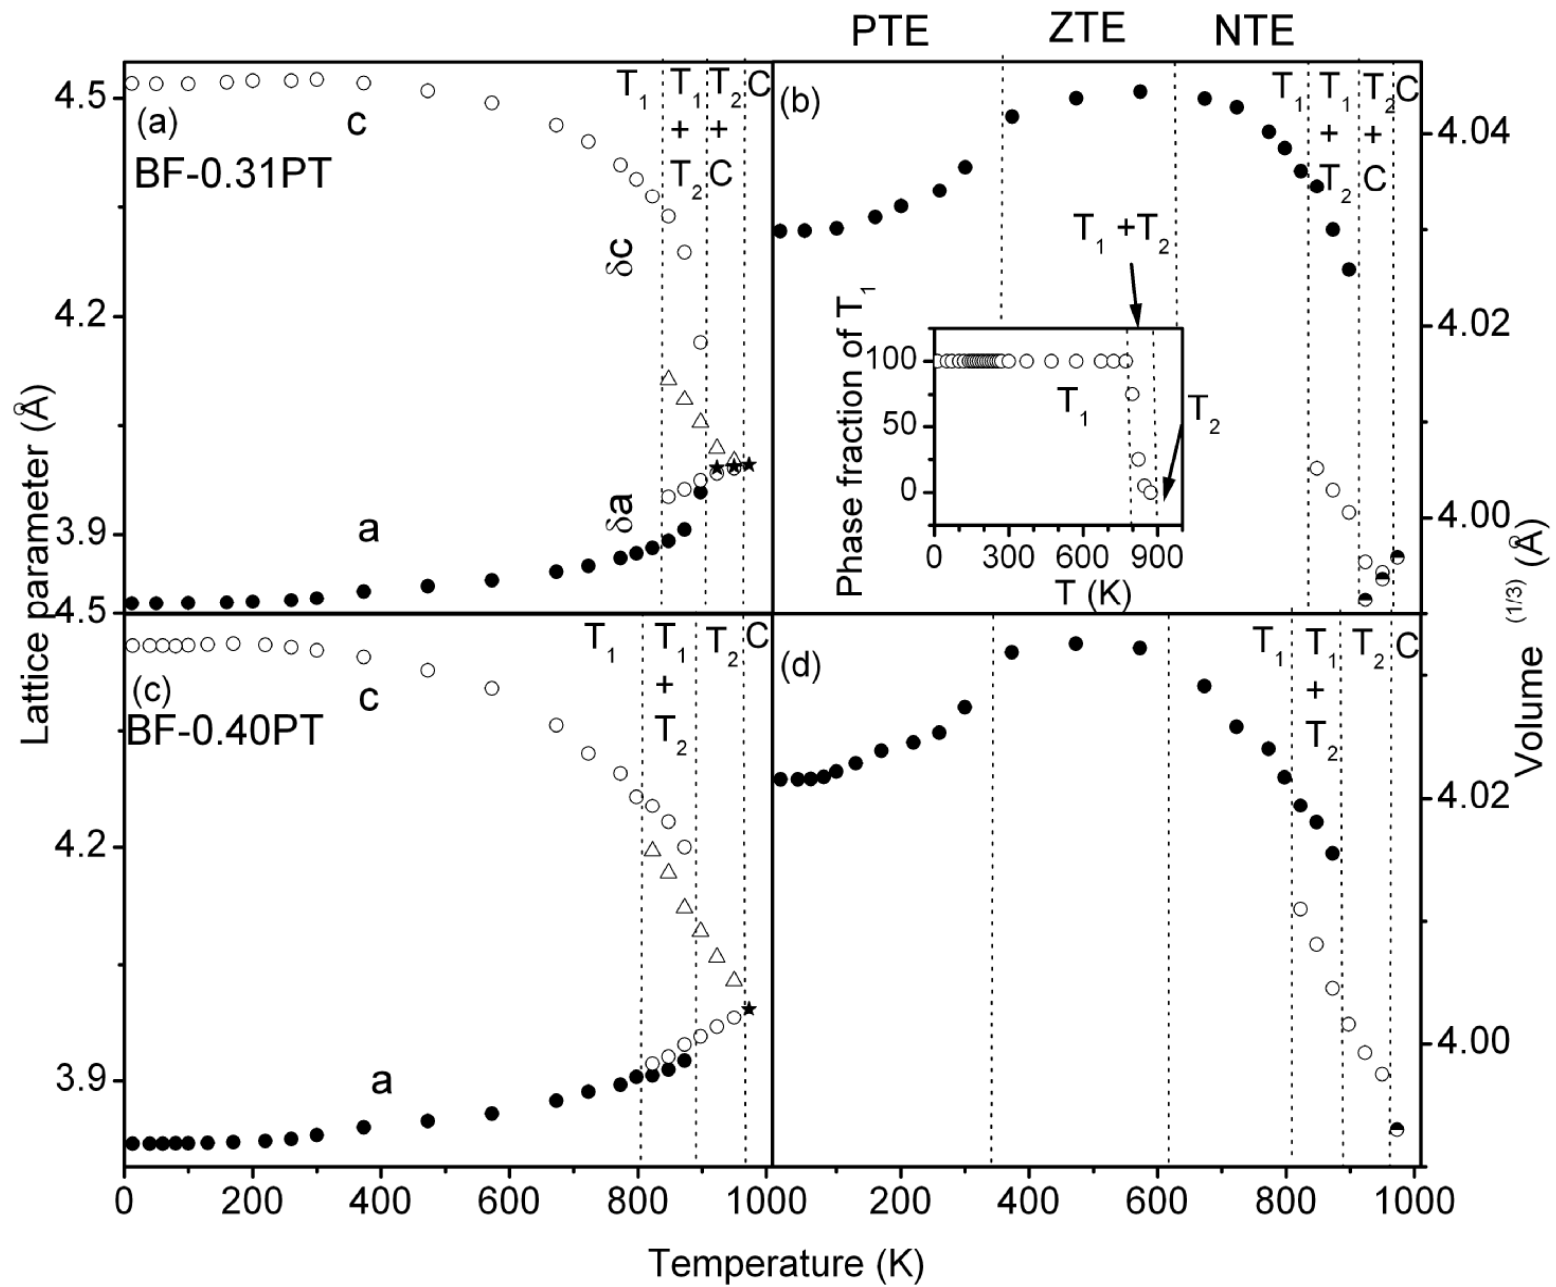 PTE ZTE NTE
4.5
4.2
3.9
4.5
4.2
3.9
Lattice parameter (Å)
(a)
BF-0.31PT
c
δc
a
δa
T1
T1
+
T2
T2
+
C
C
(b)
T1
T1
+
T2
T2
+
C
C
T1 +T2
Phase fraction of T1
100
50
0
T1
T2
0 300 600 900
T (K)
4.04
4.02
4.00
4.02
4.00
Volume (1/3) (Å)
(c)
BF-0.40PT
c
a
T1
T1
+
T2
T2
C
(d)
T1
T1
+
T2
T2
C
0 200 400 600 800 1000 200 400 600 800 1000
Temperature (K)